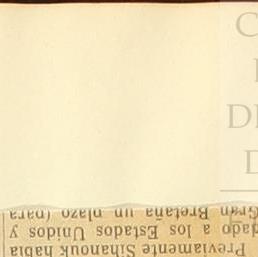 Previamente Sihanouk había
dado a los Estados Unidos y
Gran Bretaña un plazo (para
C
D